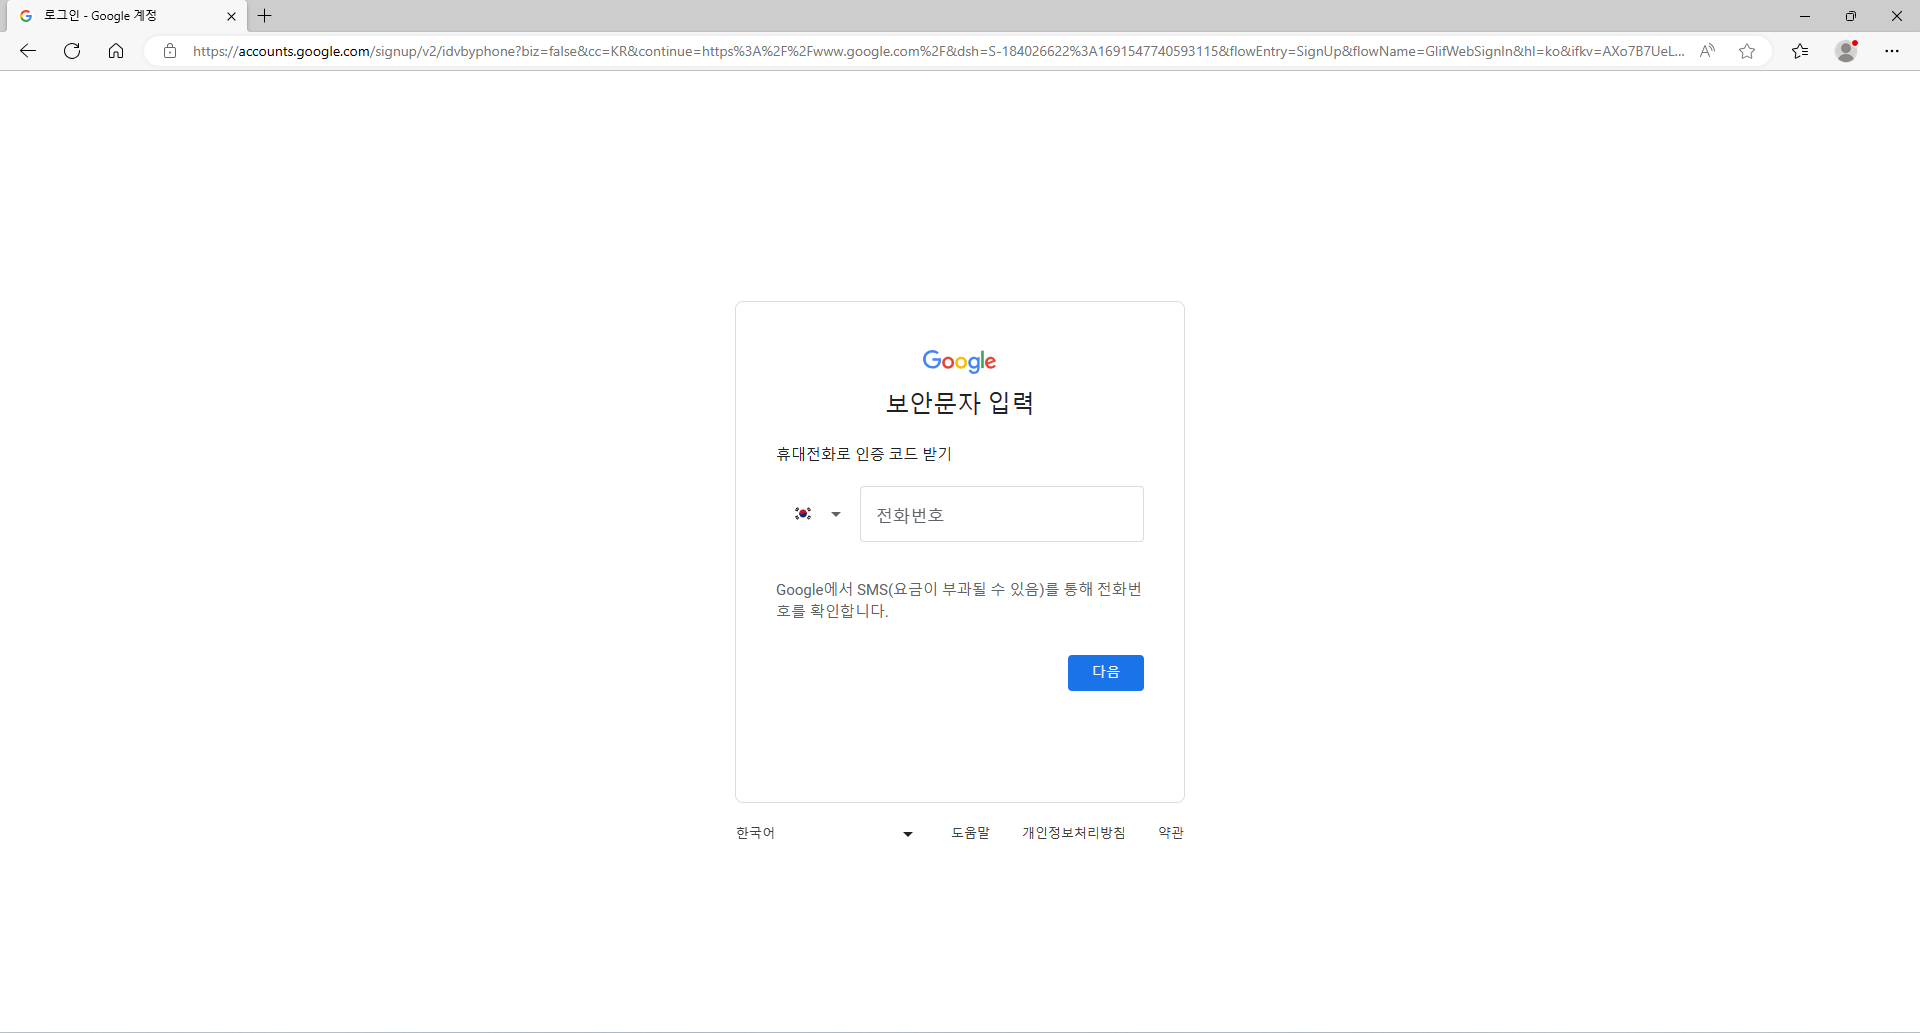 로그인 - Google 계정
https://accounts.google.com/signup/v2/idvbyphone?biz=false&cc=KR&continue=https%3A%2F%2Fwww.google.com%2F&dsh=S-184026622%3A1691547740593115&flowEntry=SignUp&flowName=GlifWebSignIn&hl=ko&ifkv=AXo7B7UeL...
Google
보안문자 입력
휴대전화로 인증 코드 받기
전화번호
Google에서 SMS(요금이 부과될 수 있음)를 통해 전화번
호를 확인합니다.
다음
한국어 도움말 개인정보처리방침 약관